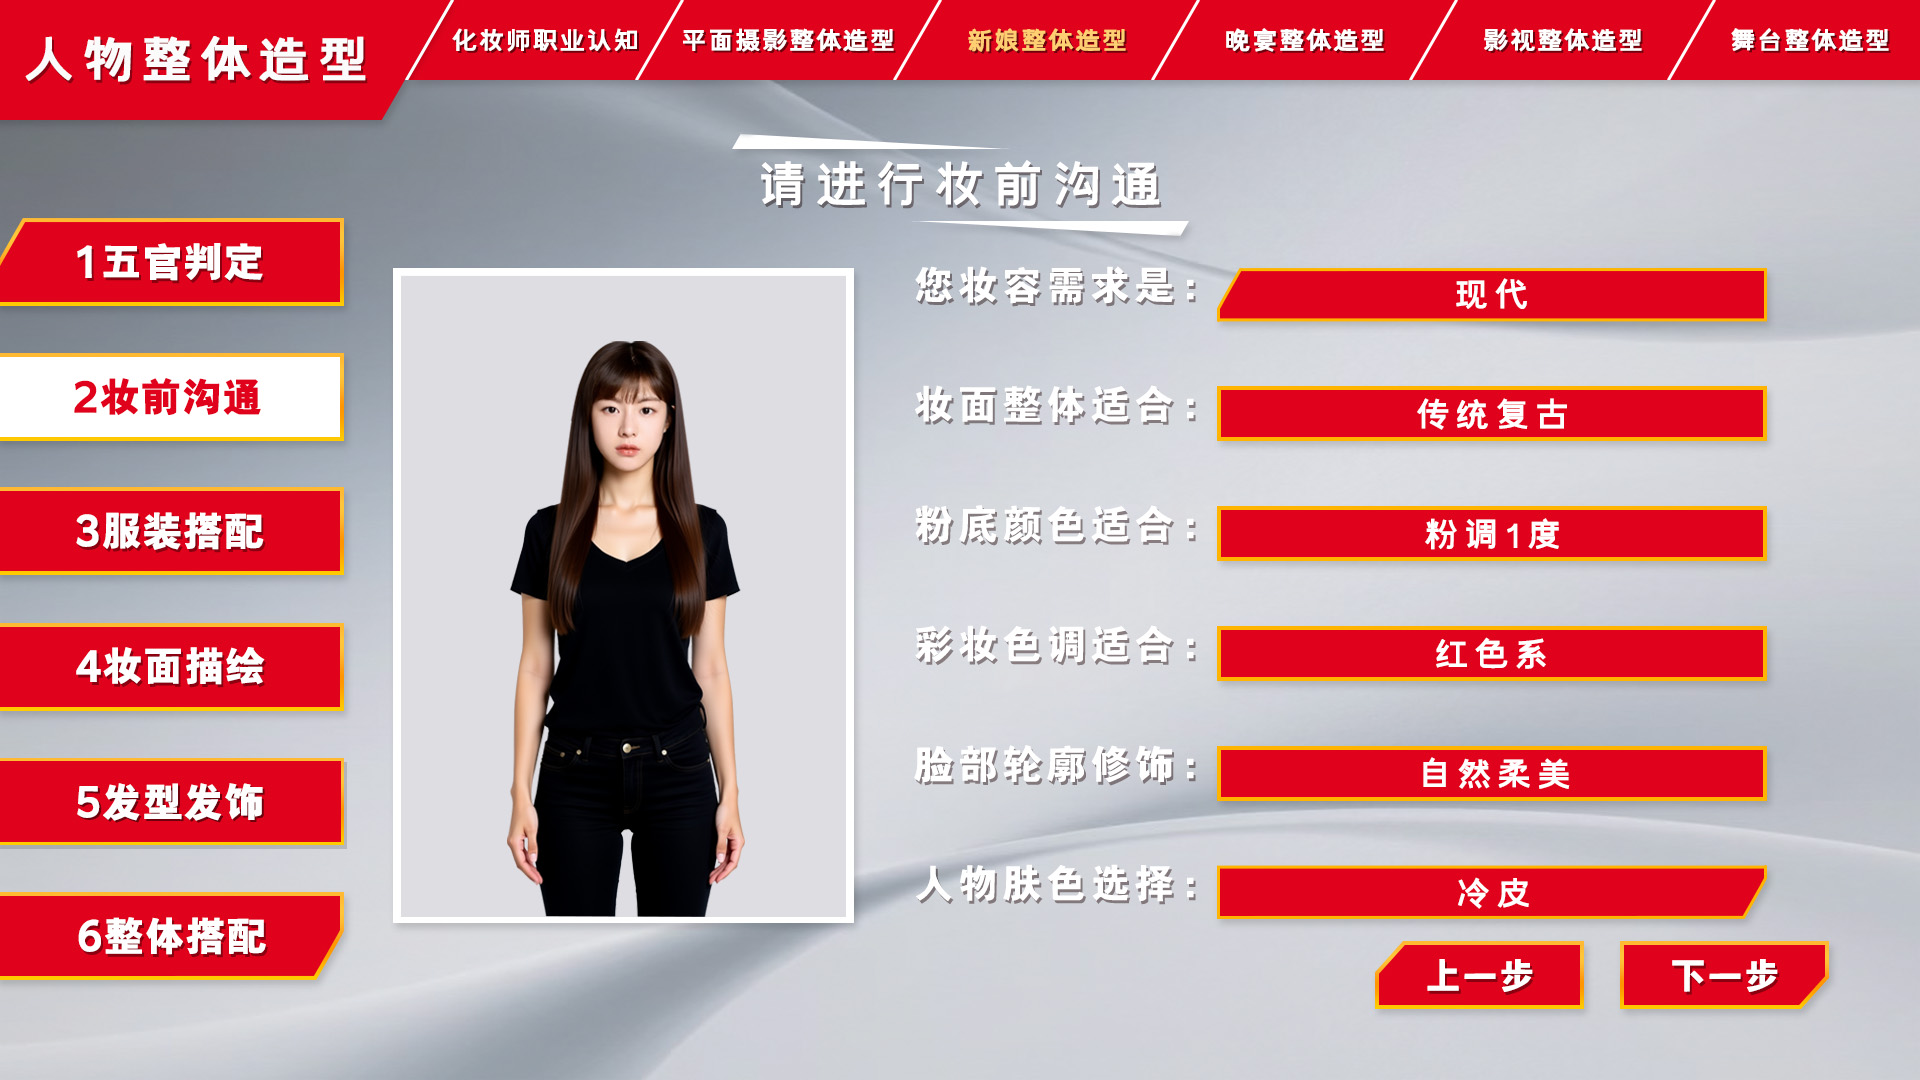 人物整体造型
化妆师职业认知
平面摄影整体造型
新娘整体造型
晚宴整体造型
影视整体造型
舞台整体造型
请进行妆前沟通
1五官判定
2妆前沟通
3服装搭配
4妆面描绘
5发型发饰
6整体搭配
您妆容需求是：现代
妆面整体适合：传统复古
粉底颜色适合：粉调1度
彩妆色调适合：红色系
脸部轮廓修饰：自然柔美
人物肤色选择：冷皮
上一步
下一步